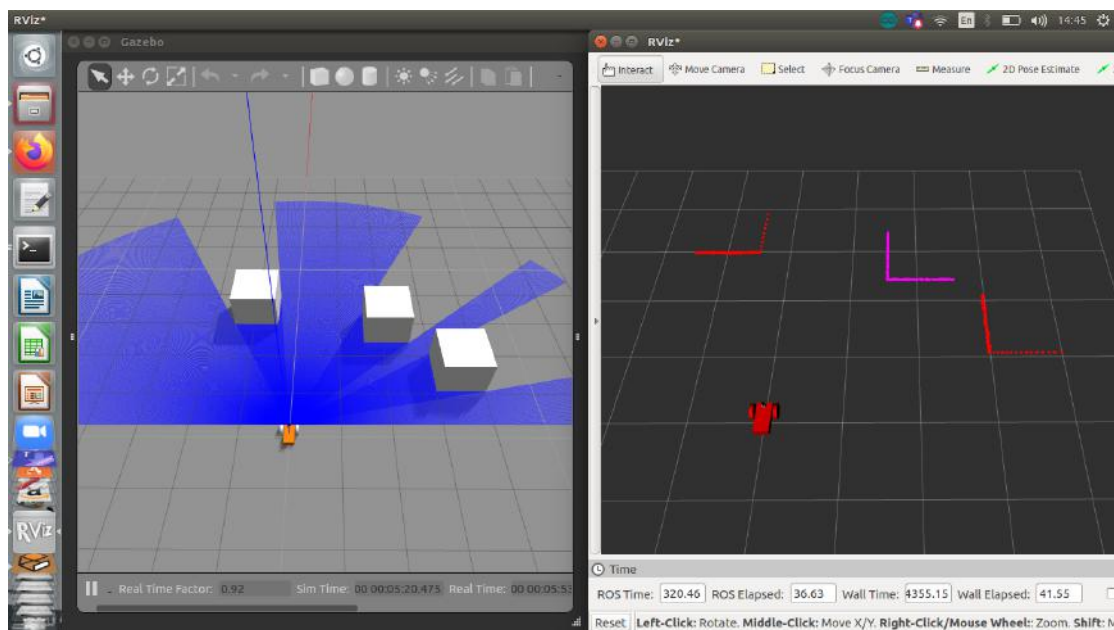 RViz*
En
14:45
Gazebo
RViz*
Interact Move Camera Select Focus Camera Measure 2D Pose Estimate
Real Time Factor: 0.92 Sim Time: 00 00:05:20.475 Real Time: 00 00:05:53
Time
ROS Time: 320.46 ROS Elapsed: 36.63 Wall Time: 4355.15 Wall Elapsed: 41.55
Reset Left-Click: Rotate. Middle-Click: Move X/Y. Right-Click/Mouse Wheel:: Zoom. Shift: M
RViz